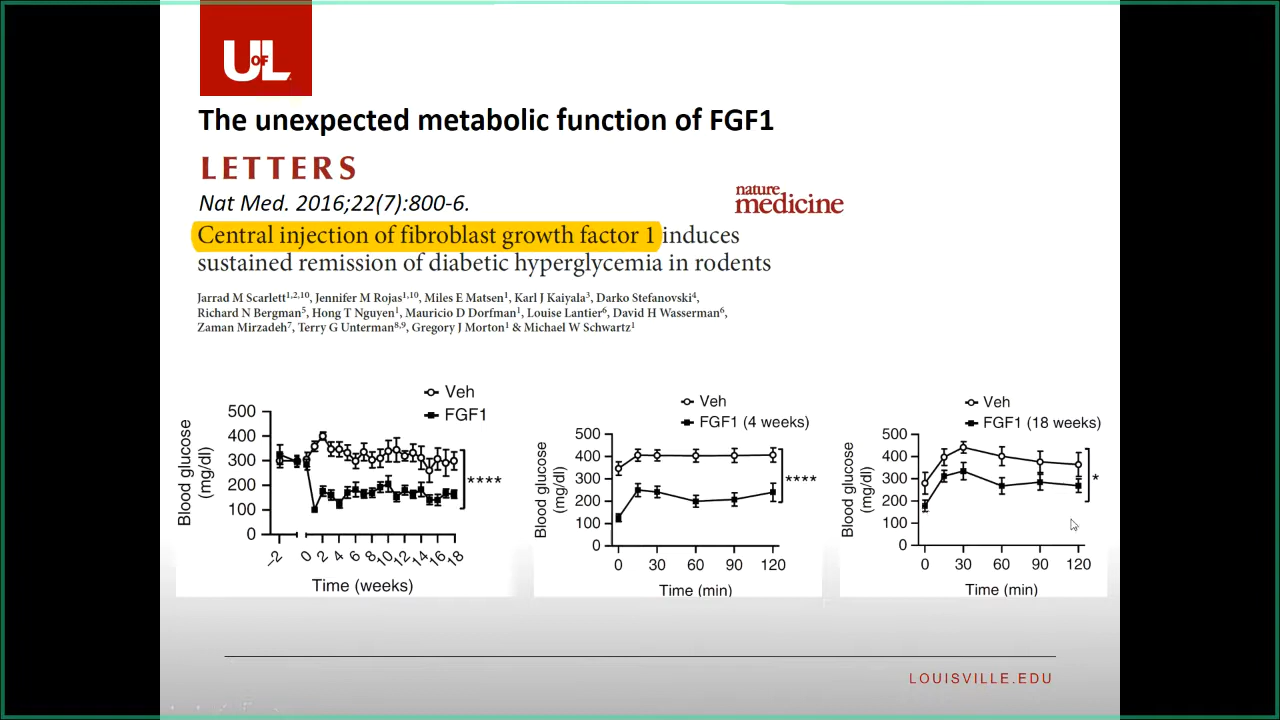 UOFL
The unexpected metabolic function of FGF1
LETTERS
Nat Med. 2016;22(7):800-6.
nature
medicine
Central injection of fibroblast growth factor 1 induces
sustained remission of diabetic hyperglycemia in rodents
Jarrad M Scarlett1,2,10, Jennifer M Rojas1,10, Miles E Matsen1, Karl J Kaiyala3, Darko Stefanovski4,
Richard N Bergman5, Hong T Nguyen1, Mauricio D Dorfman1, Louise Lantier6, David H Wasserman6,
Zaman Mirzadeh7, Terry G Unterman8,9, Gregory J Morton1 & Michael W Schwartz1
Veh
FGF1
Blood glucose
(mg/dl)
500
400
300
200
100
0
****
-2 0 2 4 6 8 10 12 14 16 18
Time (weeks)
Veh
FGF1 (4 weeks)
Blood glucose
(mg/dl)
500
400
300
200
100
0
****
0 30 60 90 120
Time (min)
Veh
FGF1 (18 weeks)
Blood glucose
(mg/dl)
500
400
300
200
100
0
*
0 30 60 90 120
Time (min)
LOUISVILLE.EDU